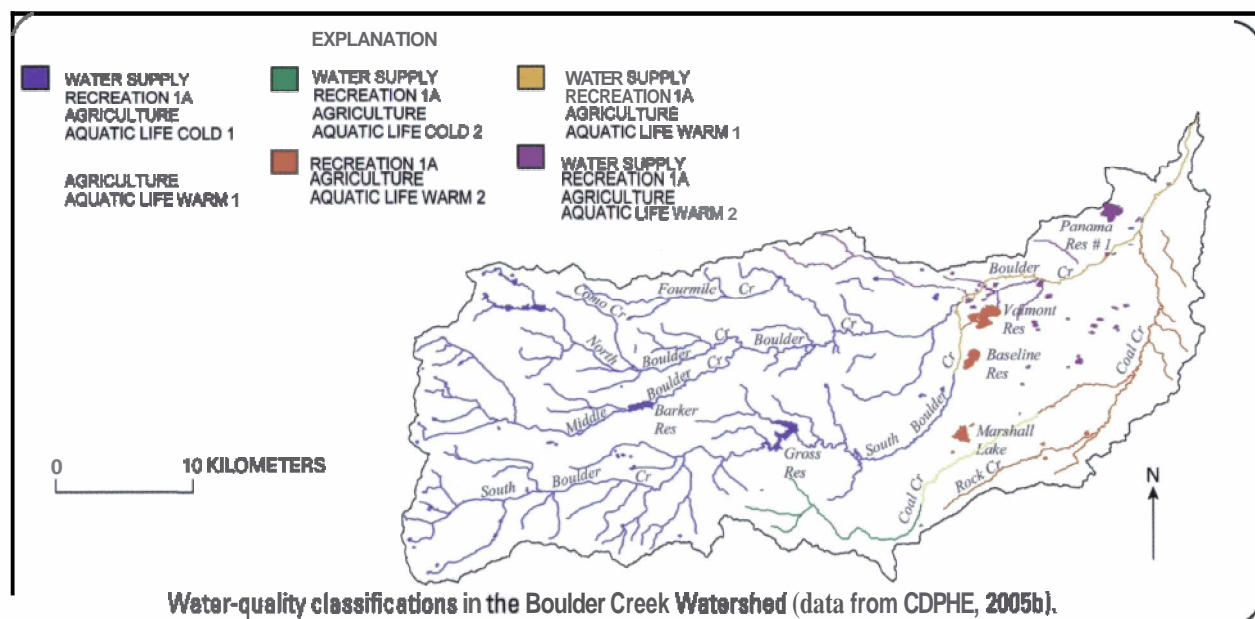 EXPLANATION
WATER SUPPLY
RECREATION 1A
AGRICULTURE
AQUATIC LIFE COLD 1
AGRICULTURE
AQUATIC LIFE WARM 1
WATER SUPPLY
RECREATION 1A
AGRICULTURE
AQUATIC LIFE COLD 2
RECREATION 1A
AGRICULTURE
AQUATIC LIFE WARM 2
WATER SUPPLY
RECREATION 1A
AGRICULTURE
AQUATIC LIFE WARM 1
WATER SUPPLY
RECREATION 1A
AGRICULTURE
AQUATIC LIFE WARM 2
Panama
Res # 1
Boulder
Cr
Como Cr
Fourmile
Cr
Valmont
Res
North
Boulder
Cr
Boulder
Cr
Baseline
Res
Coal Cr
Middle
Boulder
Cr
Barker
Res
South
Boulder
Cr
Gross
Res
Marshall
Lake
South
Boulder
Cr
Coal Cr
Rock Cr
0
10 KILOMETERS
N
Water-quality classifications in the Boulder Creek Watershed (data from CDPHE, 2005b).